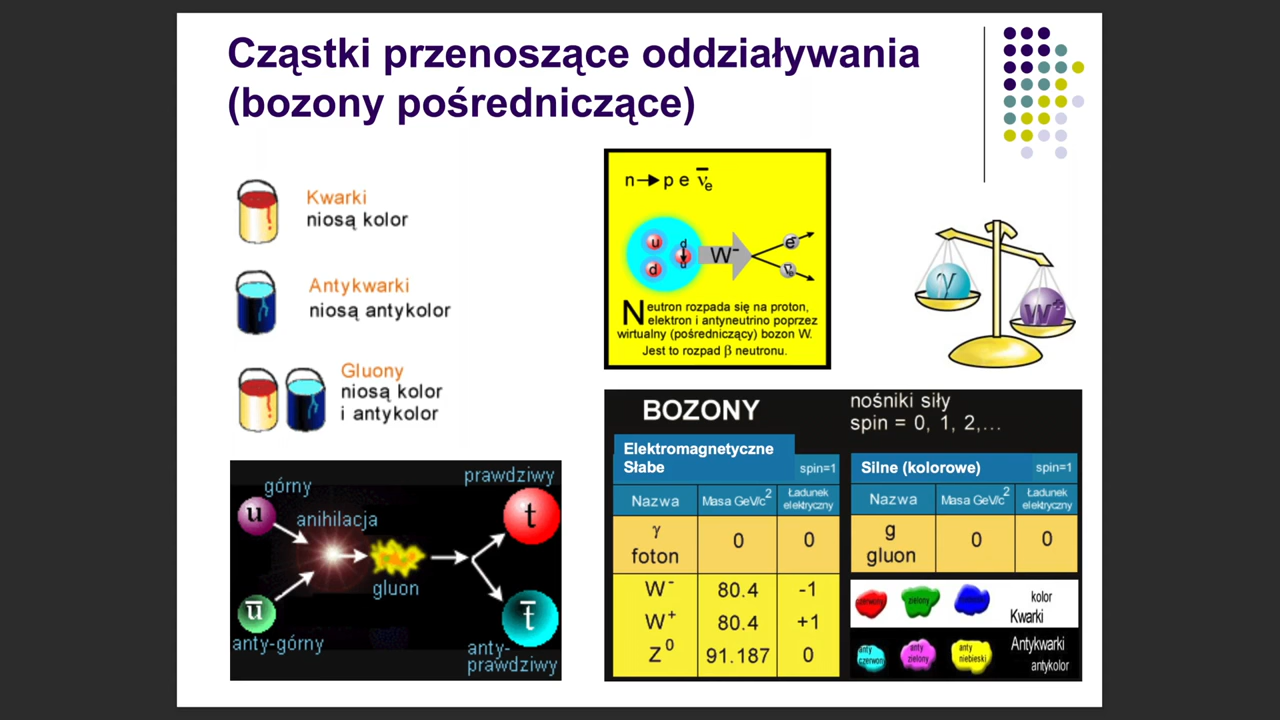 Cząstki przenoszące oddziaływania
(bozony pośredniczące)
Kwarki
niosą kolor
Antykwarki
niosą antykolor
Gluony
niosą kolor
i antykolor
n→p e ν̄e
u
d
u
d
W⁻
e⁻
ν̄e
Neutron rozpada się na proton,
elektron i antyneutrino poprzez
wirtualny (pośredniczący) bozon W.
Jest to rozpad β neutronu.
γ
W⁺
górny
u
anihilacja
gluon
ū
anty-górny
prawdziwy
t
t̄
anty-
prawdziwy
BOZONY
nośniki siły
spin = 0, 1, 2,...
Elektromagnetyczne
Słabe
spin=1
Nazwa Masa GeV/c² Ładunek elektryczny
γ foton 0 0
W⁻ 80.4 -1
W⁺ 80.4 +1
Z⁰ 91.187 0
Silne (kolorowe) spin=1
Nazwa Masa GeV/c² Ładunek elektryczny
g gluon 0 0
czerwony zielony
kolor
Kwarki
anty czerwon anty zielony anty niebieski
Antykwarki
antykolor